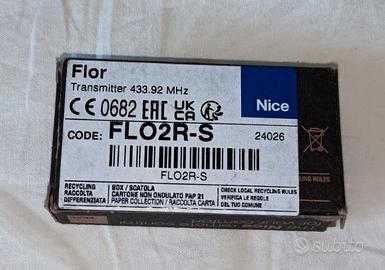 Flor
Transmitter 433.92 MHz
CE 0682 EAC UK CA
Nice
CODE: FLO2R-S 24026
FLO2R-S
RECYCLING
RACCOLTA
DIFFERENZIATA
BOX / SCATOLA
CARTONE NON ONDULATO PAP 21
PAPER COLLECTION / RACCOLTA CARTA
CHECK LOCAL RECYCLING RULES
VERIFICA LE REGOLE
DEL TUO COMUNE
LING RULES
subito